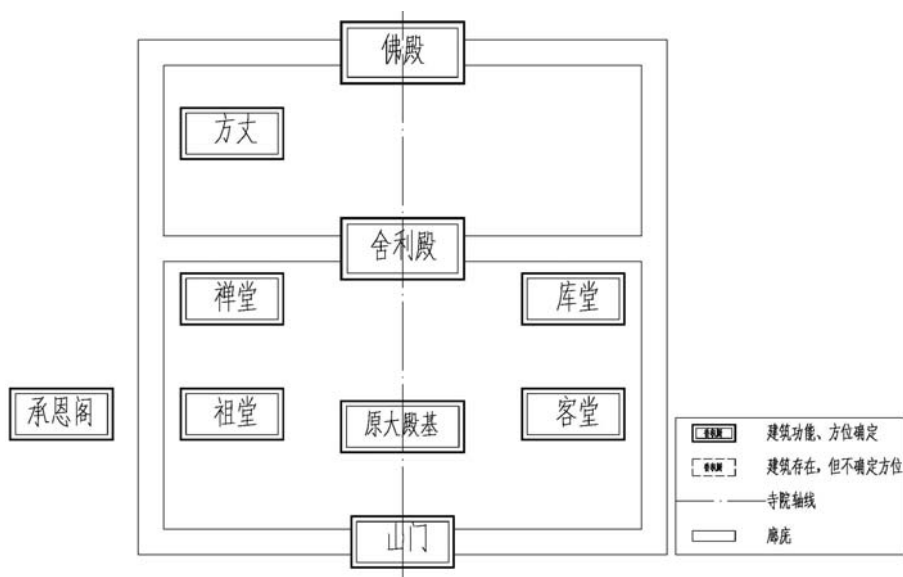 佛殿
方丈
舍利殿
禅堂
库堂
承恩阁
祖堂
原大殿基
客堂
山门
建筑功能、方位确定
建筑存在，但不确定方位
寺院轴线
廊庑